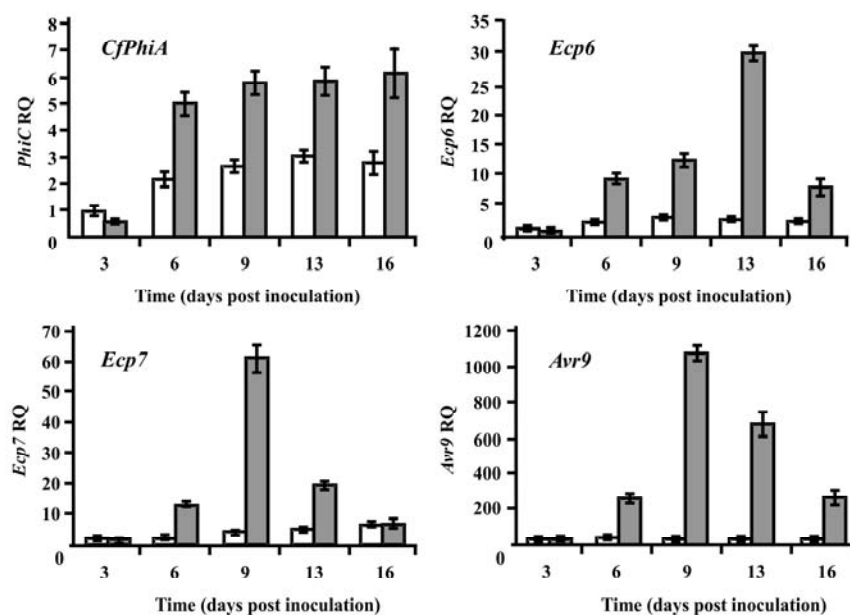 CfPhiA
PhiC RQ
8
7
6
5
4
3
2
1
0
3 6 9 13 16
Time (days post inoculation)
Ecp6
Ecp6 RQ
35
30
25
20
15
10
5
0
3 6 9 13 16
Time (days post inoculation)
Ecp7
Ecp7 RQ
70
60
50
40
30
20
10
0
3 6 9 13 16
Time (days post inoculation)
Avr9
Avr9 RQ
1200
1000
800
600
400
200
0
3 6 9 13 16
Time (days post inoculation)